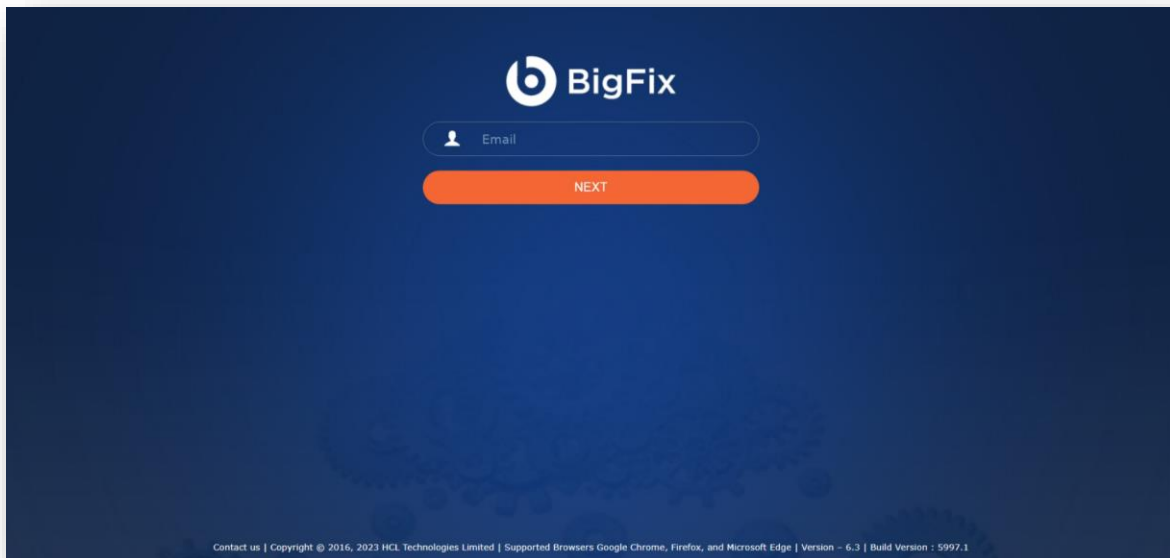 BigFix
Email
NEXT
Contact us | Copyright © 2016, 2023 HCL Technologies Limited | Supported Browsers Google Chrome, Firefox, and Microsoft Edge | Version - 6.3 | Build Version : 5997.1